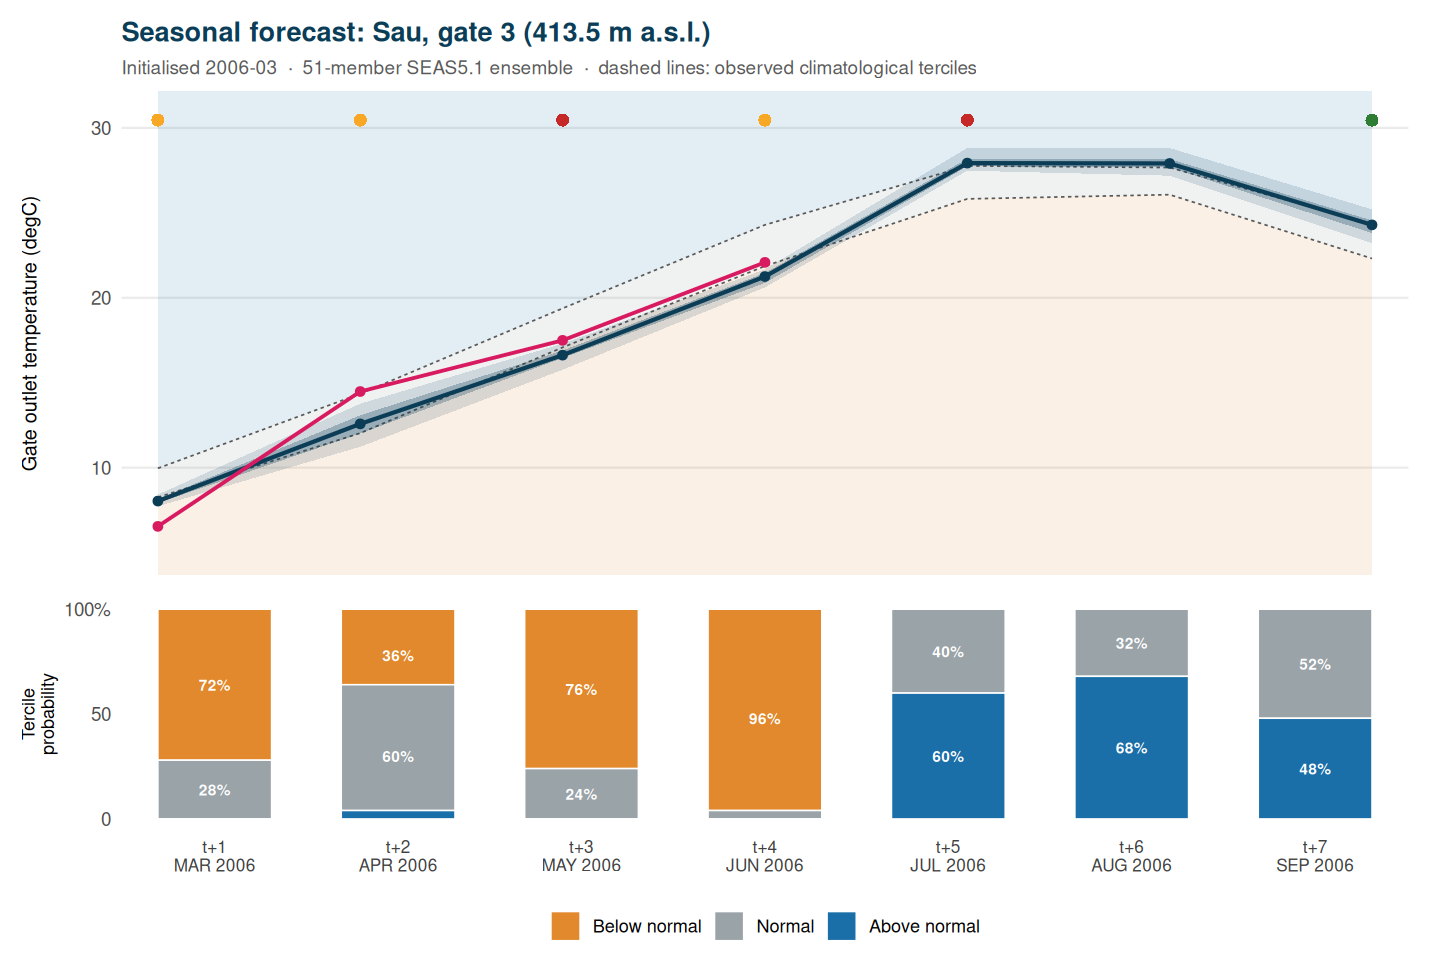 Seasonal forecast: Sau, gate 3 (413.5 m a.s.l.)
Initialised 2006-03 · 51-member SEAS5.1 ensemble · dashed lines: observed climatological terciles
Gate outlet temperature (degC)
30
20
10
Tercile
probability
100%
50
0
72%
28%
36%
60%
76%
24%
96%
40%
60%
32%
68%
52%
48%
t+1
MAR 2006
t+2
APR 2006
t+3
MAY 2006
t+4
JUN 2006
t+5
JUL 2006
t+6
AUG 2006
t+7
SEP 2006
Below normal
Normal
Above normal